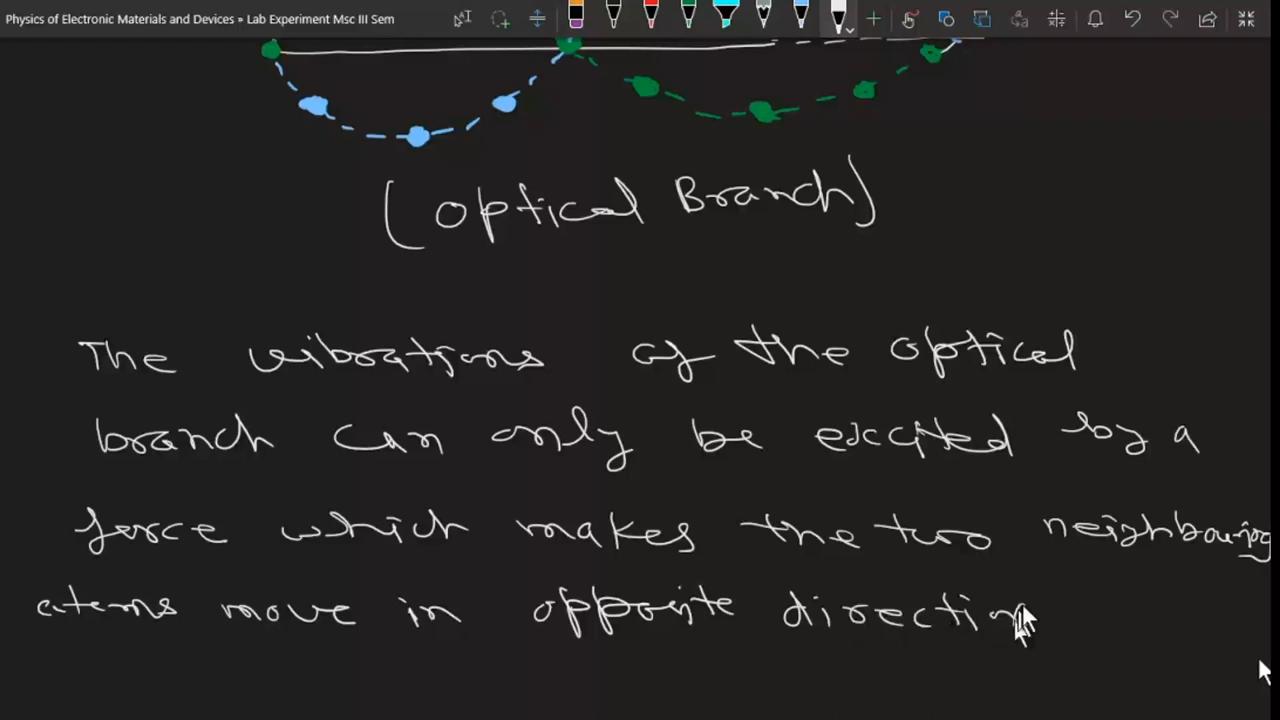 Physics of Electronic Materials and Devices » Lab Experiment Msc III Sem
(Optical Branch)
The vibrations of the optical
branch can only be excited by a
force which makes the two neighbouring
atoms move in opposite direction